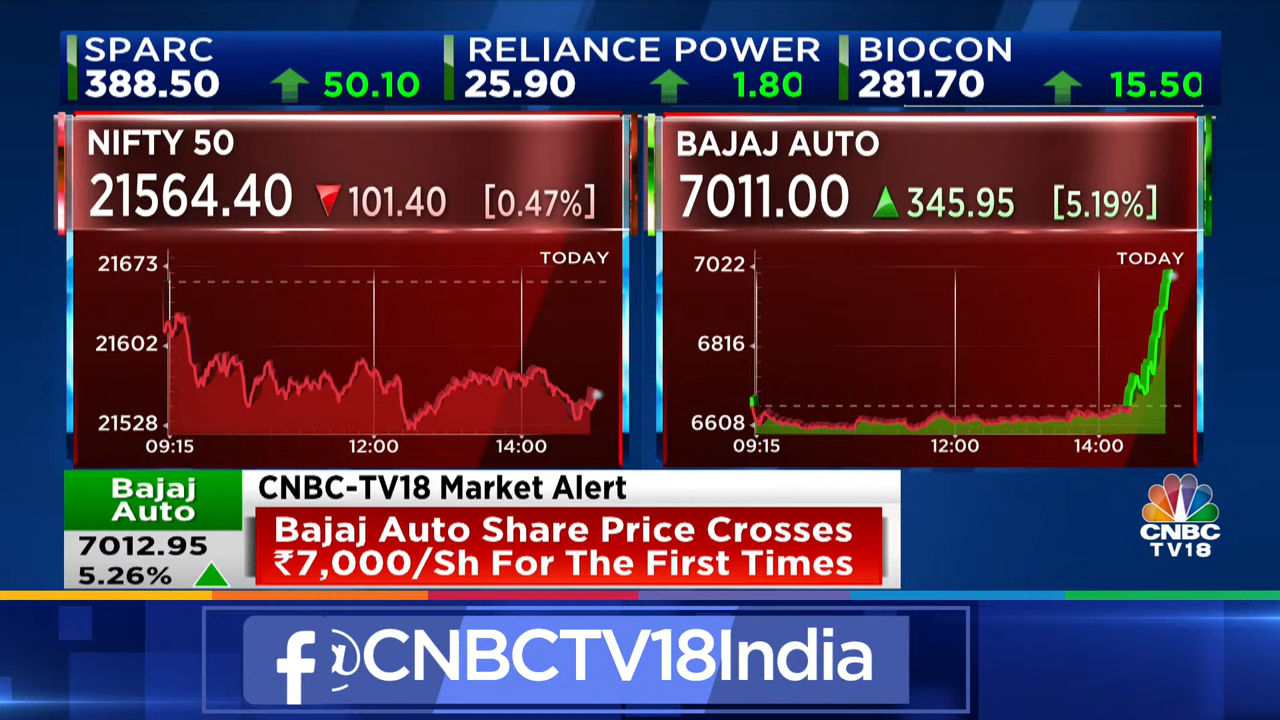 SPARC
388.50 50.10
RELIANCE POWER
25.90 1.80
BIOCON
281.70 15.50
NIFTY 50
21564.40 101.40 [0.47%]
TODAY
21673
21602
21528
09:15 12:00 14:00
BAJAJ AUTO
7011.00 345.95 [5.19%]
TODAY
7022
6816
6608
09:15 12:00 14:00
Bajaj
Auto
7012.95
5.26%
CNBC-TV18 Market Alert
Bajaj Auto Share Price Crosses
₹7,000/Sh For The First Times
CNBC
TV18
f @CNBCTV18India